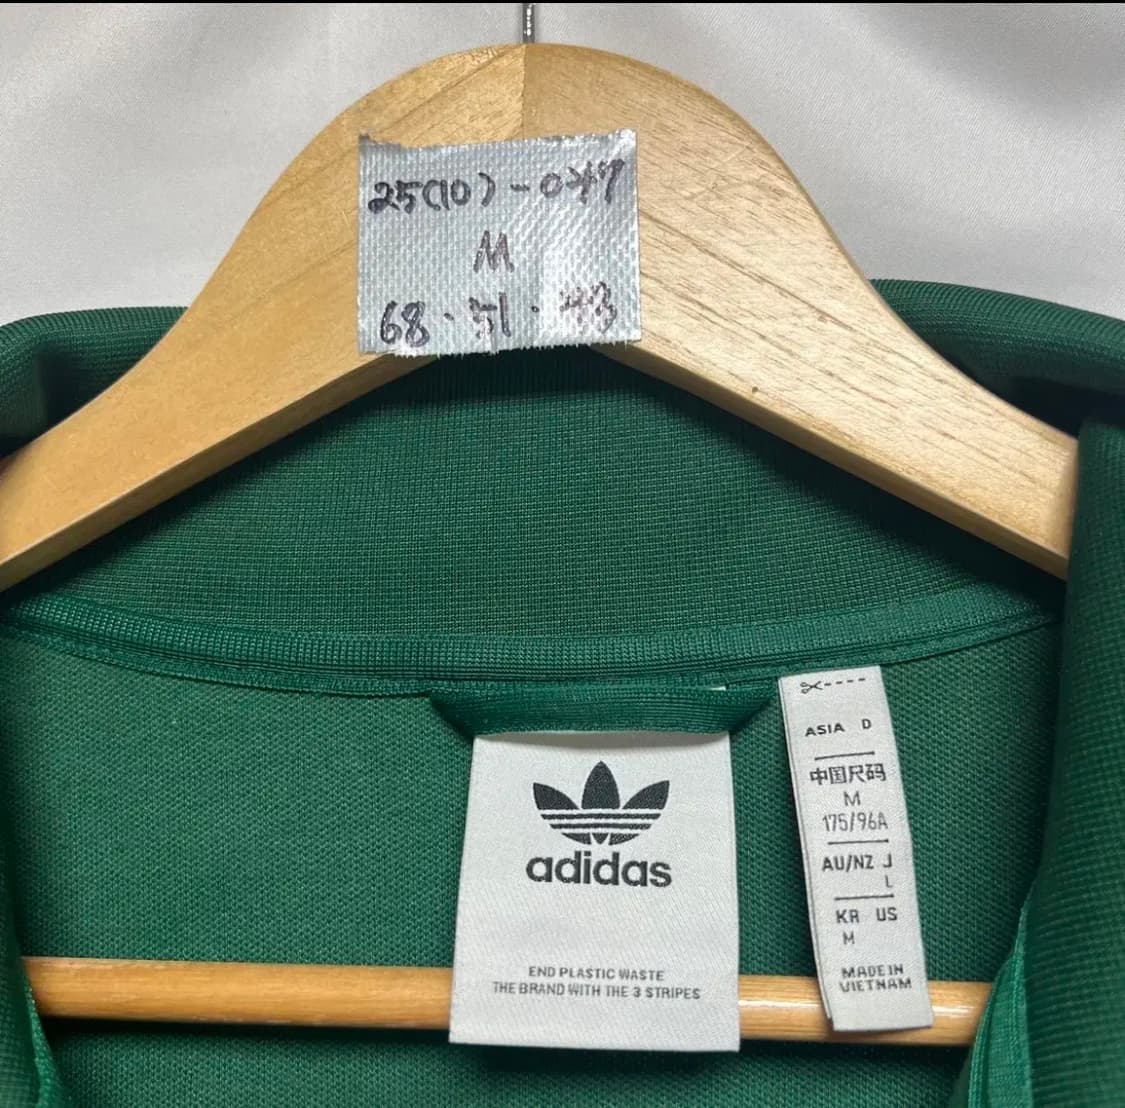 25(10)-047
M
68·51·43
adidas
END PLASTIC WASTE
THE BRAND WITH THE 3 STRIPES
ASIA D
中国尺码
M
175/96A
AU/NZ J
L
KR US
M
MADE IN
VIETNAM